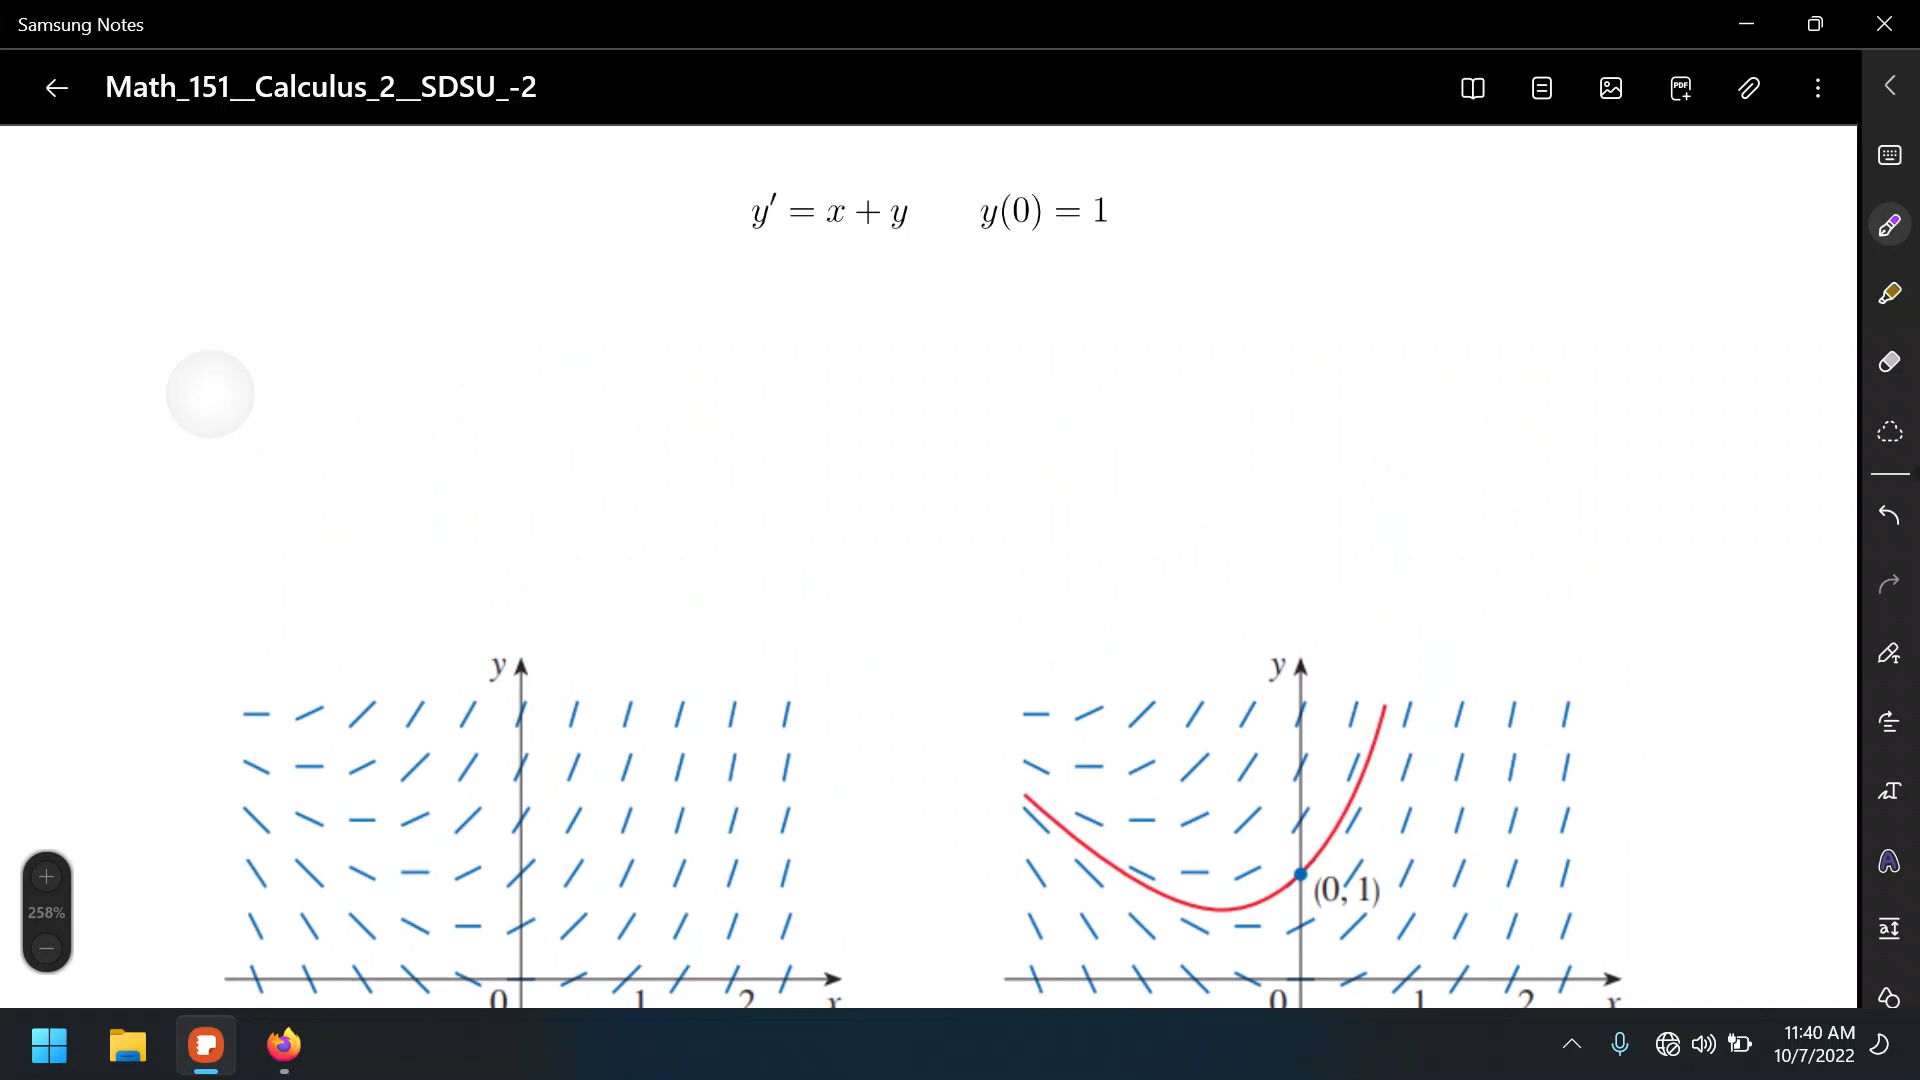 Samsung Notes
Math_151__Calculus_2__SDSU_-2
PDF
y′ = x + y y(0) = 1
y
y
(0, 1)
0 1 2 x
0 1 2 x
258%
11:40 AM
10/7/2022